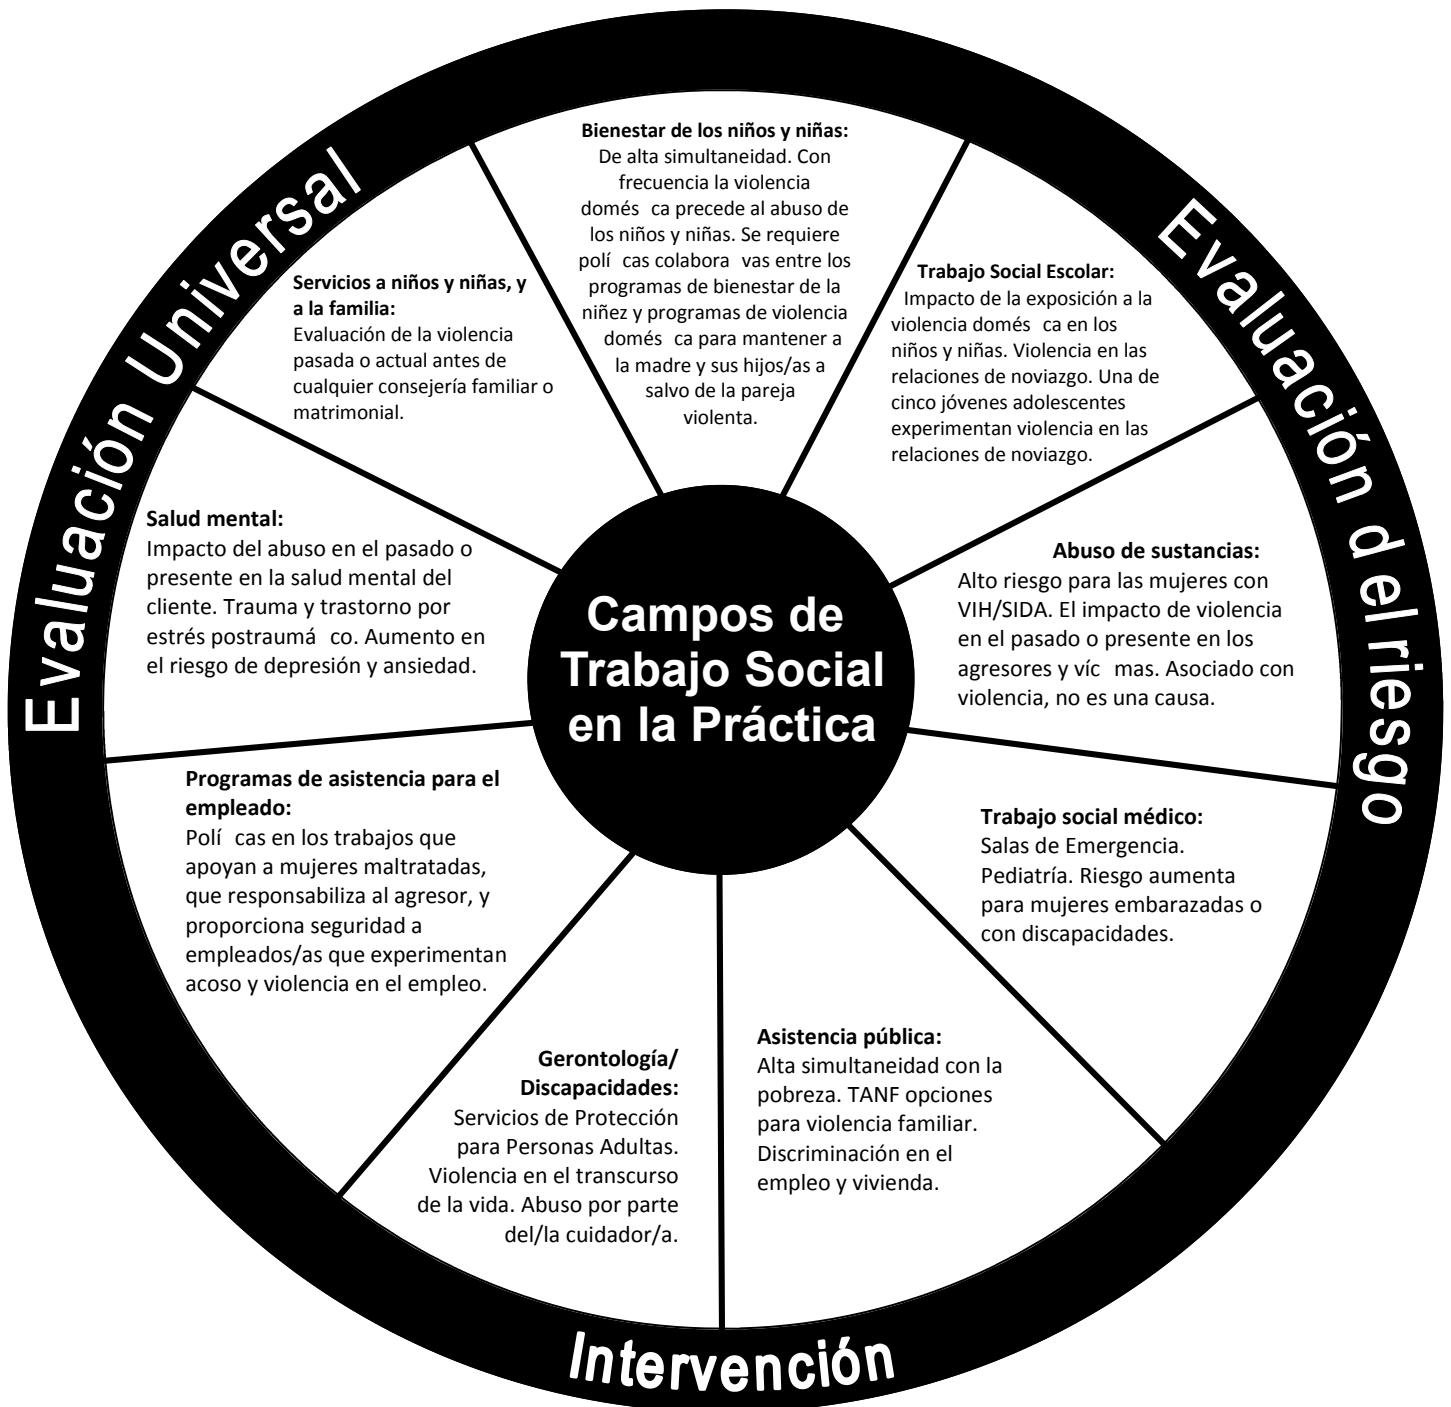 Evaluación Universal
Evaluación del riesgo
Intervención
Campos de
Trabajo Social
en la Práctica
Bienestar de los niños y niñas:
De alta simultaneidad. Con
frecuencia la violencia
domés ca precede al abuso de
los niños y niñas. Se requiere
polí cas colabora vas entre los
programas de bienestar de la
niñez y programas de violencia
domés ca para mantener a
la madre y sus hijos/as a
salvo de la pareja
violenta.
Trabajo Social Escolar:
Impacto de la exposición a la
violencia domés ca en los
niños y niñas. Violencia en las
relaciones de noviazgo. Una de
cinco jóvenes adolescentes
experimentan violencia en las
relaciones de noviazgo.
Abuso de sustancias:
Alto riesgo para las mujeres con
VIH/SIDA. El impacto de violencia
en el pasado o presente en los
agresores y víc mas. Asociado con
violencia, no es una causa.
Trabajo social médico:
Salas de Emergencia.
Pediatría. Riesgo aumenta
para mujeres embarazadas o
con discapacidades.
Asistencia pública:
Alta simultaneidad con la
pobreza. TANF opciones
para violencia familiar.
Discriminación en el
empleo y vivienda.
Gerontología/
Discapacidades:
Servicios de Protección
para Personas Adultas.
Violencia en el transcurso
de la vida. Abuso por parte
del/la cuidador/a.
Programas de asistencia para el
empleado:
Polí cas en los trabajos que
apoyan a mujeres maltratadas,
que responsabiliza al agresor, y
proporciona seguridad a
empleados/as que experimentan
acoso y violencia en el empleo.
Salud mental:
Impacto del abuso en el pasado o
presente en la salud mental del
cliente. Trauma y trastorno por
estrés postraumá co. Aumento en
el riesgo de depresión y ansiedad.
Servicios a niños y niñas, y
a la familia:
Evaluación de la violencia
pasada o actual antes de
cualquier consejería familiar o
matrimonial.